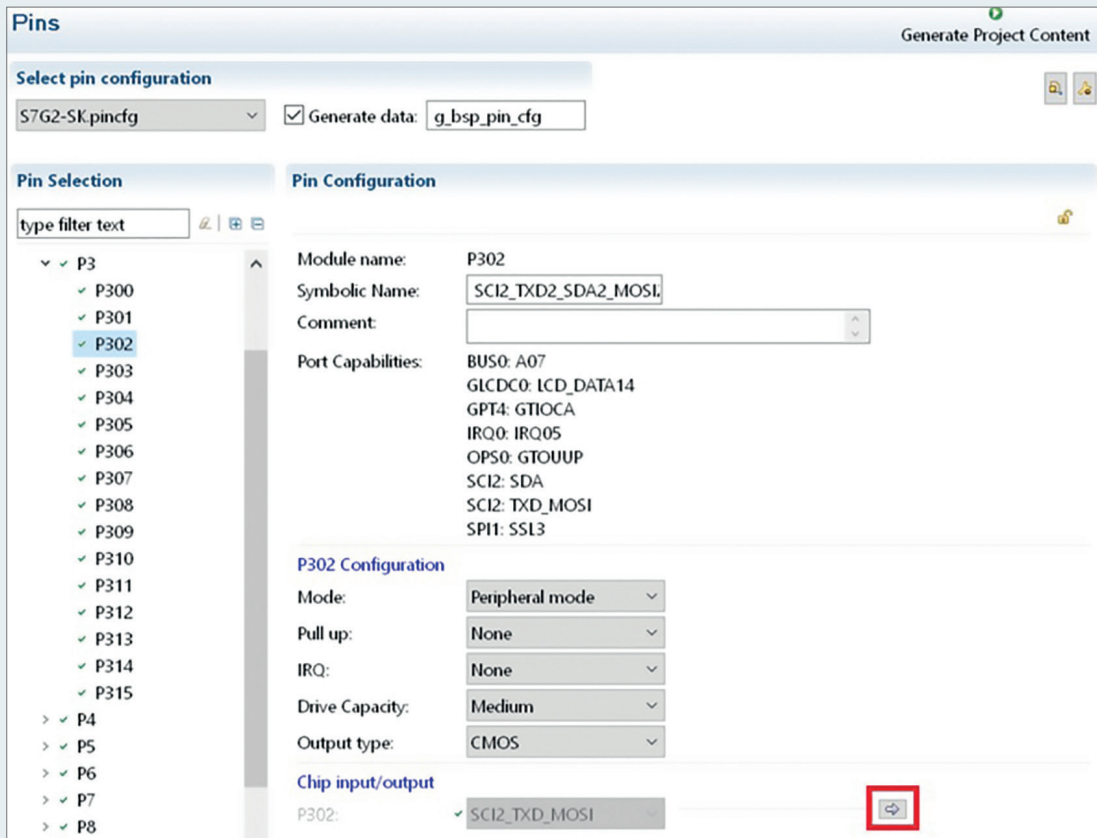 Pins
Generate Project Content
Select pin configuration
S7G2-SK.pincfg
Generate data: g_bsp_pin_cfg
Pin Selection
type filter text
P3
P300
P301
P302
P303
P304
P305
P306
P307
P308
P309
P310
P311
P312
P313
P314
P315
P4
P5
P6
P7
P8
Pin Configuration
Module name: P302
Symbolic Name: SCI2_TXD2_SDA2_MOSI
Comment:
Port Capabilities: BUS0: A07
GLCDC0: LCD_DATA14
GPT4: GTIOCA
IRQ0: IRQ05
OPS0: GTOUUP
SCI2: SDA
SCI2: TXD_MOSI
SPI1: SSL3
P302 Configuration
Mode: Peripheral mode
Pull up: None
IRQ: None
Drive Capacity: Medium
Output type: CMOS
Chip input/output
P302: SCI2_TXD_MOSI